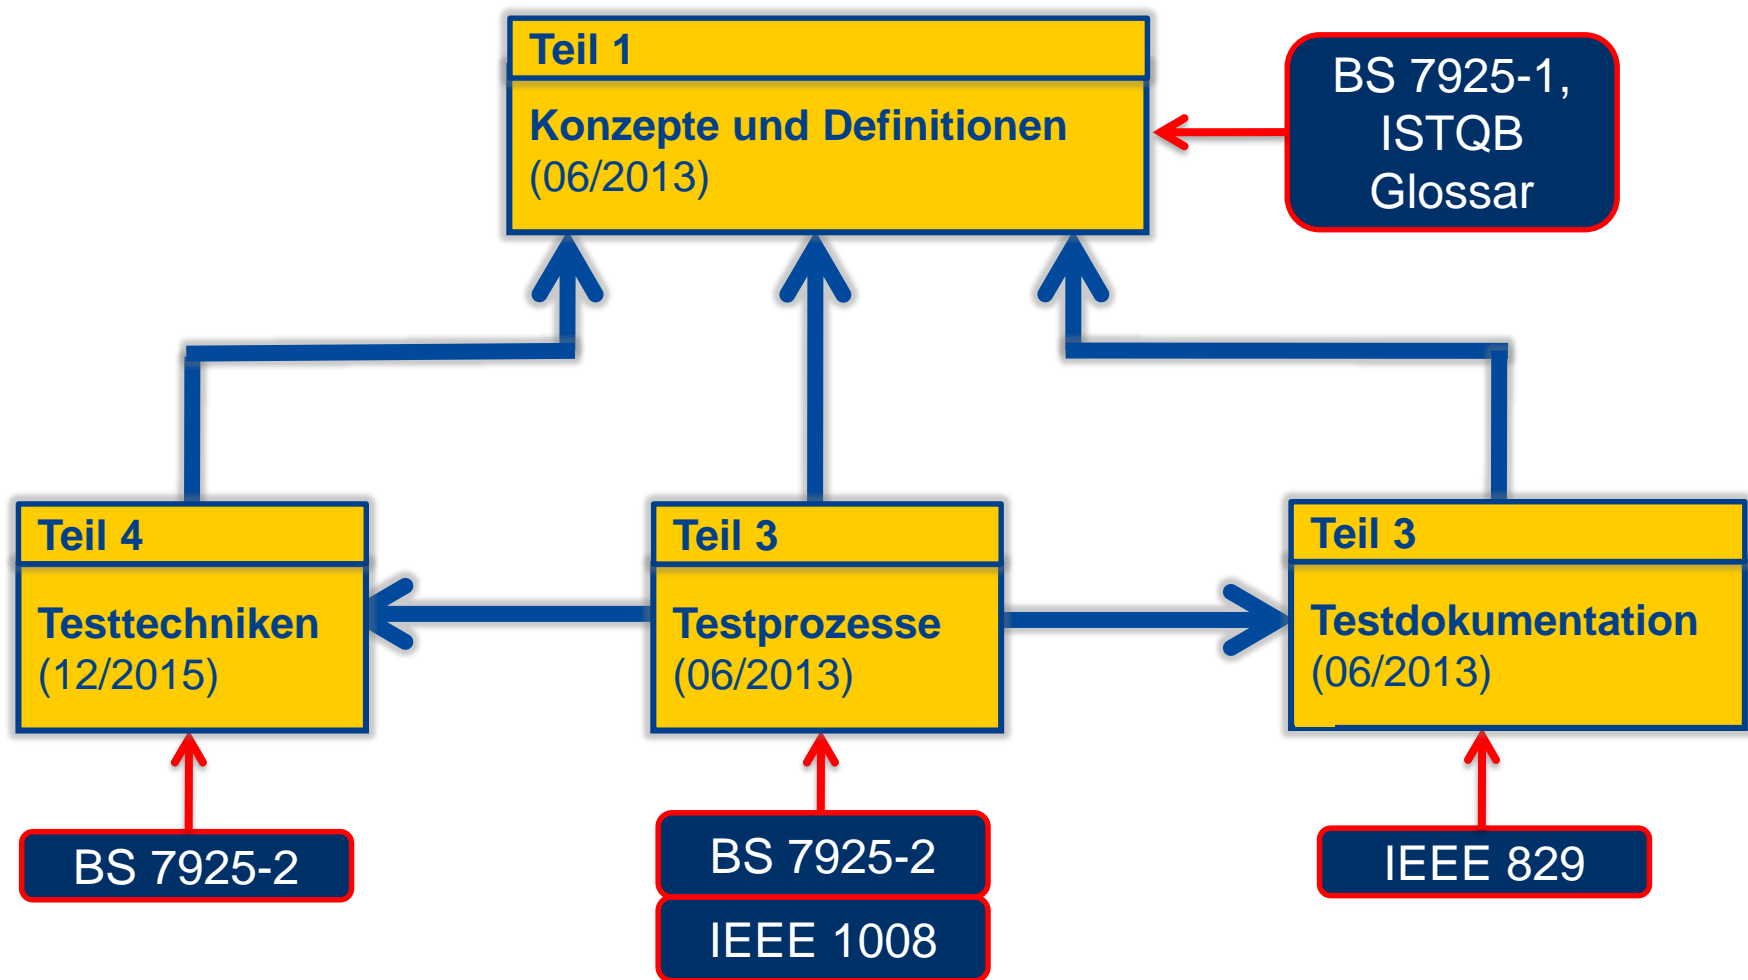 Teil 1
Konzepte und Definitionen
(06/2013)
BS 7925-1,
ISTQB
Glossar
Teil 4
Testtechniken
(12/2015)
Teil 3
Testprozesse
(06/2013)
Teil 3
Testdokumentation
(06/2013)
BS 7925-2
BS 7925-2
IEEE 1008
IEEE 829